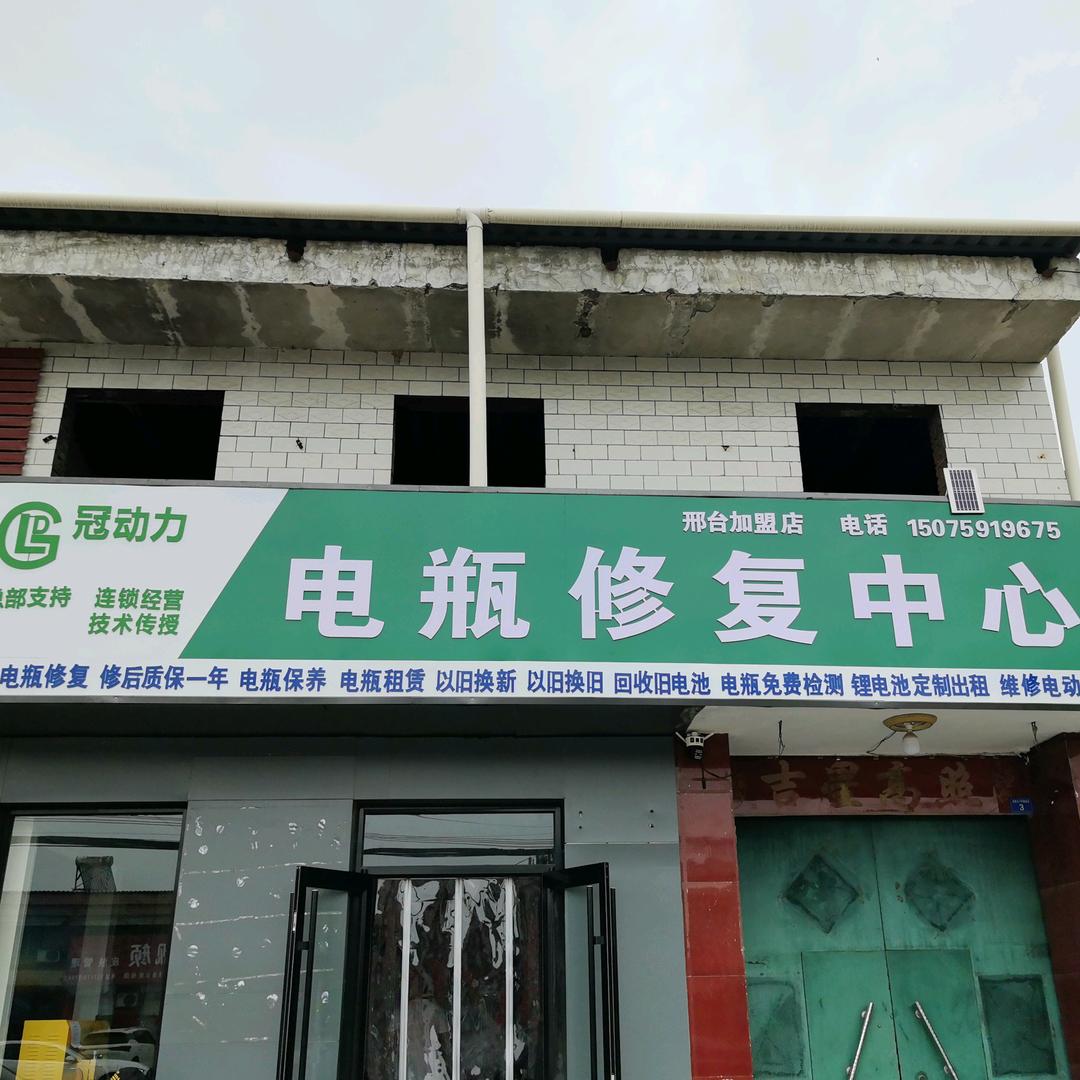 冠动力
部支持 连锁经营
技术传授
邢台加盟店 电话 15075919675
电瓶修复中心
电瓶修复 修后质保一年 电瓶保养 电瓶租赁 以旧换新 以旧换旧 回收旧电池 电瓶免费检测 锂电池定制出租 维修电动
吉星高照
3